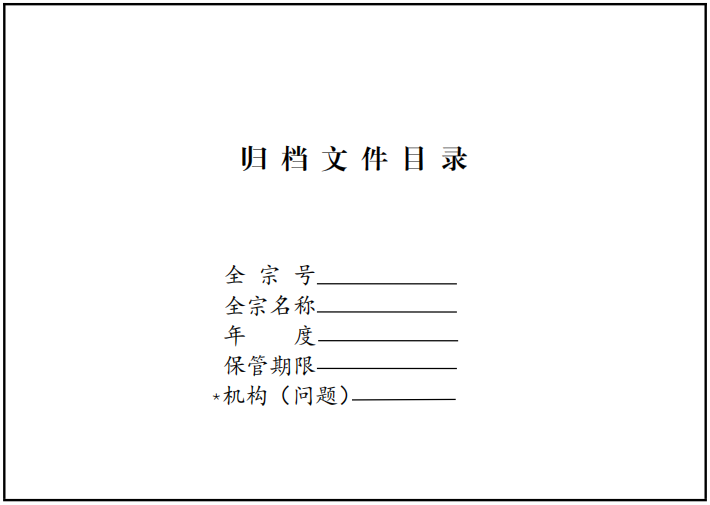 归档文件目录
全宗号
全宗名称
年度
保管期限
*机构（问题）